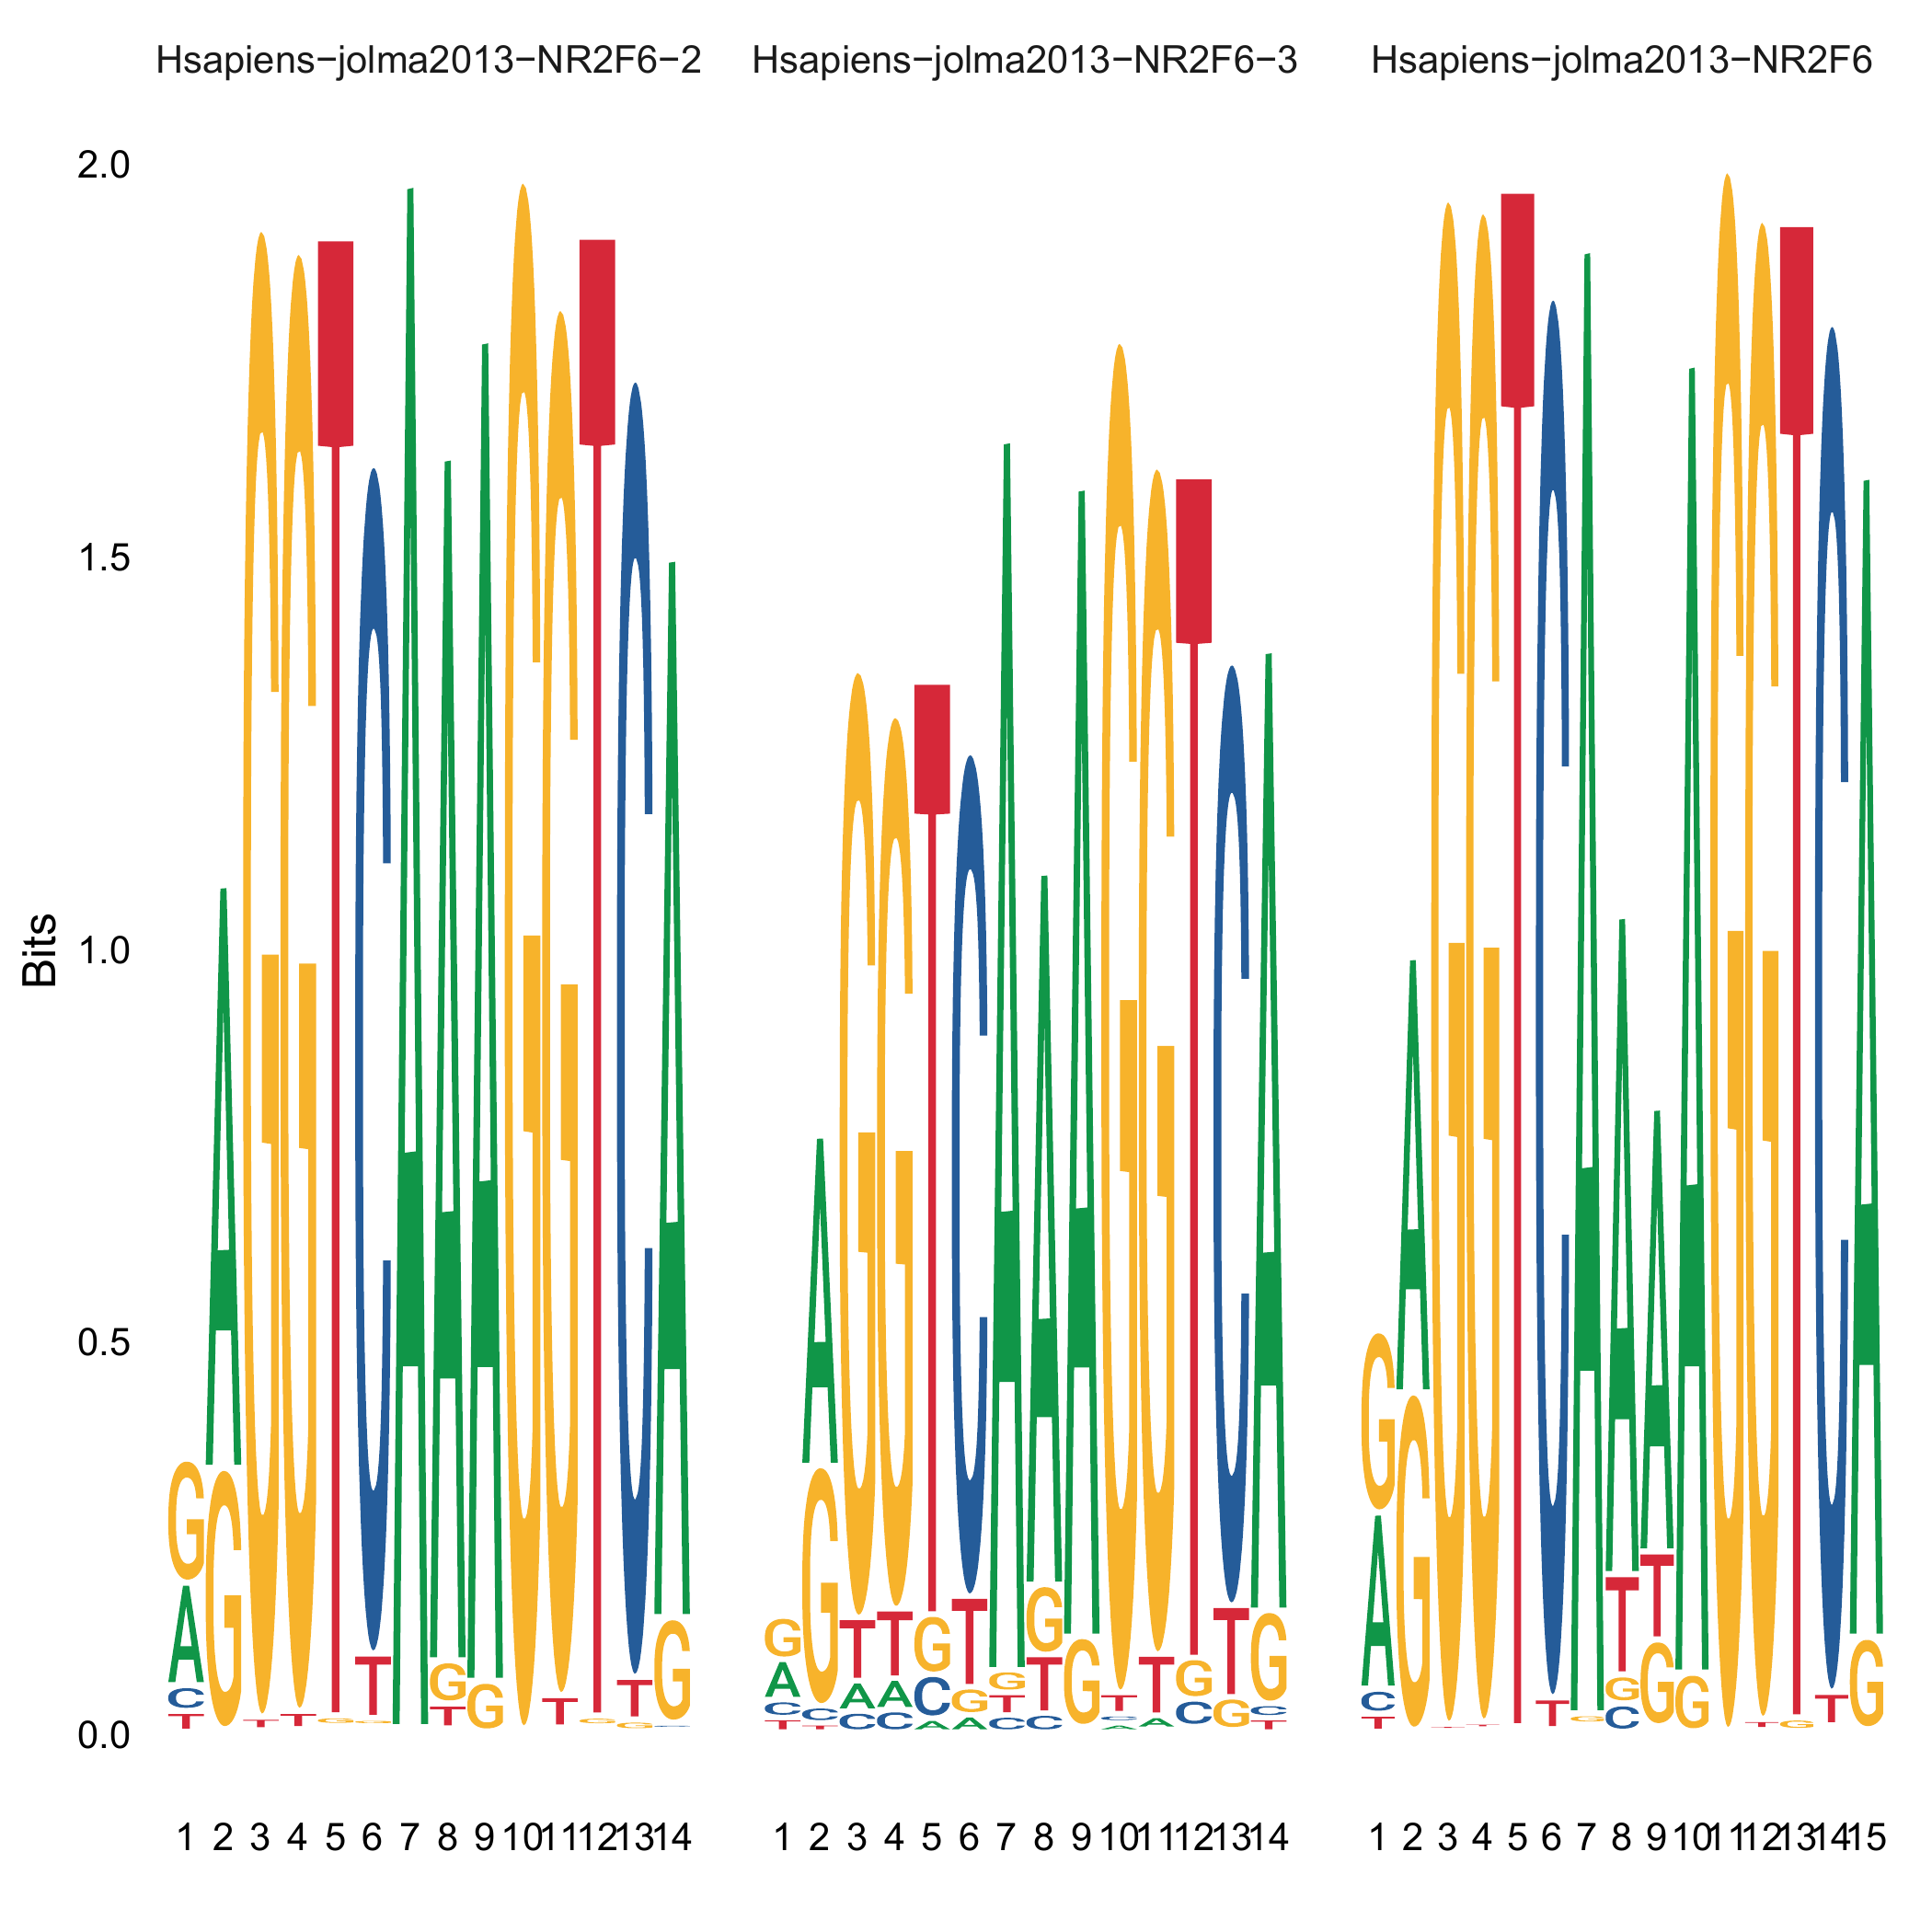 Hsapiens−jolma2013−NR2F6−2 Hsapiens−jolma2013−NR2F6−3 Hsapiens−jolma2013−NR2F6
2.0
1.5
1.0
0.5
0.0
Bits
1 2 3 4 5 6 7 8 9 10 11 12 13 14 1 2 3 4 5 6 7 8 9 10 11 12 13 14 1 2 3 4 5 6 7 8 9 10 11 12 13 14 15